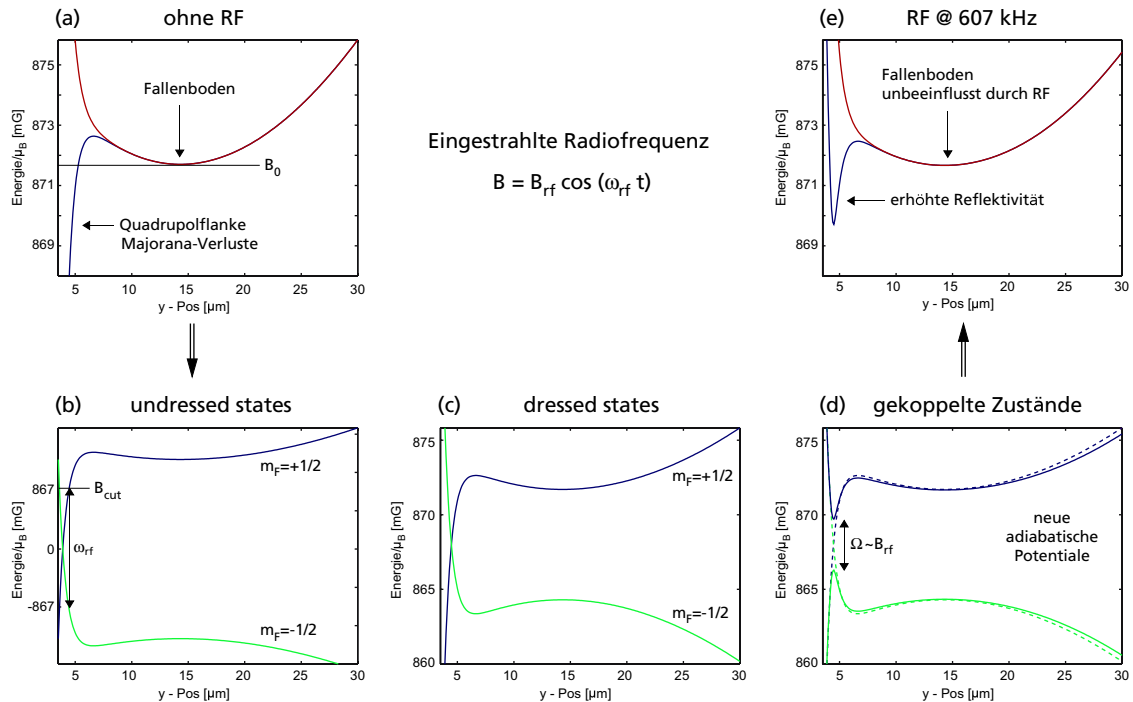 (a) ohne RF
875
873
871
869
5 10 15 20 25 30
Energie/μB [mG]
y - Pos [μm]
Fallenboden
B0
Quadrupolflanke
Majorana-Verluste
Eingestrahlte Radiofrequenz
B = Brf cos (ωrf t)
(e) RF @ 607 kHz
875
873
871
869
5 10 15 20 25 30
Energie/μB [mG]
y - Pos [μm]
Fallenboden
unbeeinflusst durch RF
erhöhte Reflektivität
(b) undressed states
867
0
-867
5 10 15 20 25 30
Energie/μB [mG]
y - Pos [μm]
mF=+1/2
Bcut
ωrf
mF=-1/2
(c) dressed states
875
870
865
860
5 10 15 20 25 30
Energie/μB [mG]
y - Pos [μm]
mF=+1/2
mF=-1/2
(d) gekoppelte Zustände
875
870
865
860
5 10 15 20 25 30
Energie/μB [mG]
y - Pos [μm]
Ω~Brf
neue
adiabatische
Potentiale